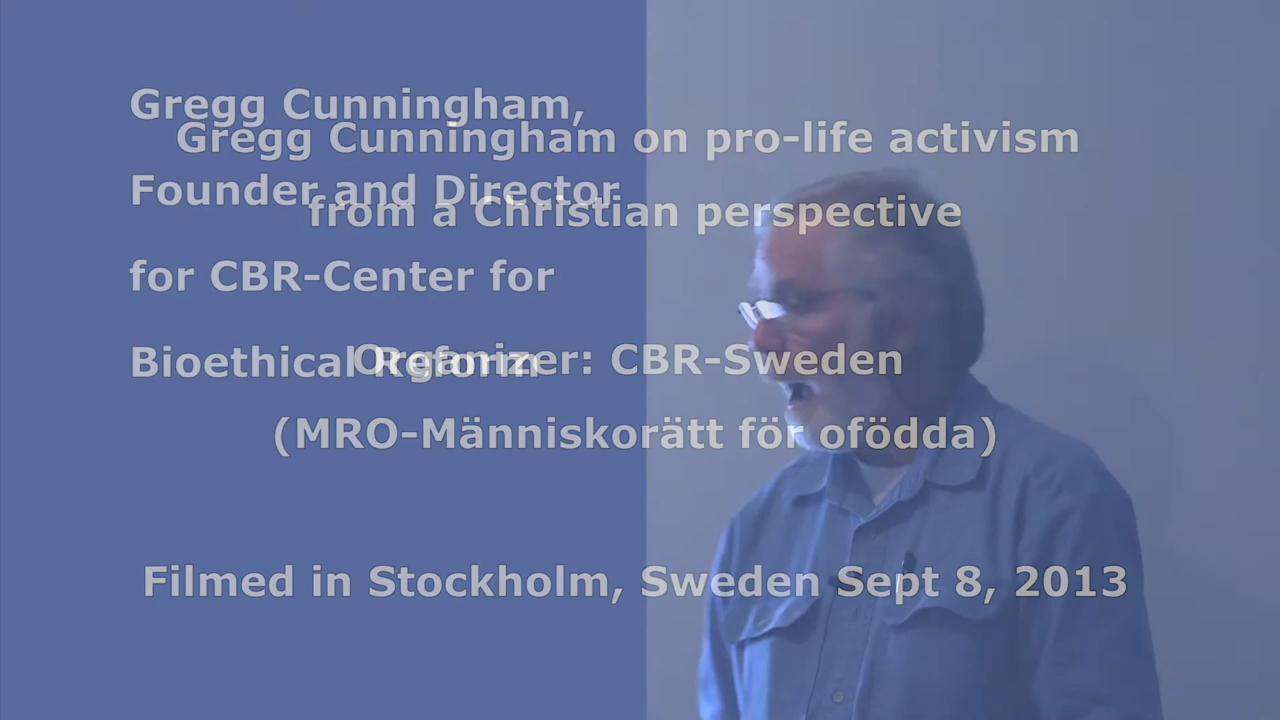 Gregg Cunningham,
Founder and Director
for CBR-Center for
Bioethical Reform
Gregg Cunningham on pro-life activism
from a Christian perspective
Organizer: CBR-Sweden
(MRO-Människorätt för ofödda)
Filmed in Stockholm, Sweden Sept 8, 2013